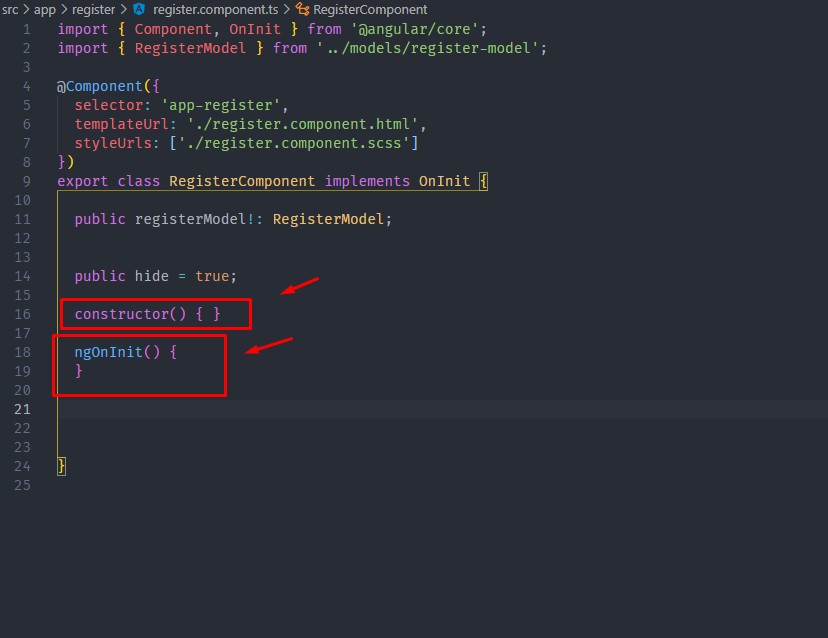 src > app > register > register.component.ts > RegisterComponent
1 import { Component, OnInit } from '@angular/core';
2 import { RegisterModel } from '../models/register-model';
3
4 @Component({
5   selector: 'app-register',
6   templateUrl: './register.component.html',
7   styleUrls: ['./register.component.scss']
8 })
9 export class RegisterComponent implements OnInit {
10
11   public registerModel!: RegisterModel;
12
13
14   public hide = true;
15
16   constructor() { }
17
18   ngOnInit() {
19   }
20
21
22
23
24 }
25